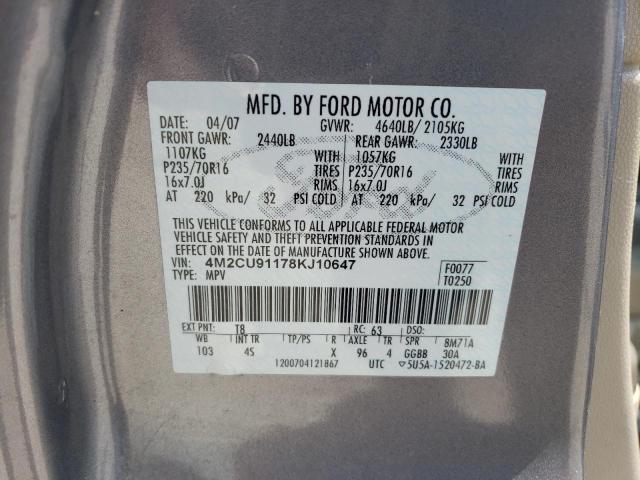 MFD. BY FORD MOTOR CO.
DATE: 04/07 GVWR: 4640LB/ 2105KG
FRONT GAWR: 2440LB REAR GAWR: 2330LB
1107KG WITH 1057KG WITH
P235/70R16 TIRES P235/70R16 TIRES
16x7.0J RIMS 16x7.0J RIMS
AT 220 kPa/ 32 PSI COLD AT 220 kPa/ 32 PSI COLD
THIS VEHICLE CONFORMS TO ALL APPLICABLE FEDERAL MOTOR
VEHICLE SAFETY AND THEFT PREVENTION STANDARDS IN
EFFECT ON THE DATE OF MANUFACTURE SHOWN ABOVE.
VIN: 4M2CU91178KJ10647 F0077
TYPE: MPV T0250
EXT PNT: T8 RC: 63 DSO:
WB INT TR TP/PS R AXLE TR SPR 8M71A
103 4S X 96 4 GGBB 30A
1200704121867 UTC ▽5U5A-1520472-BA
Ford